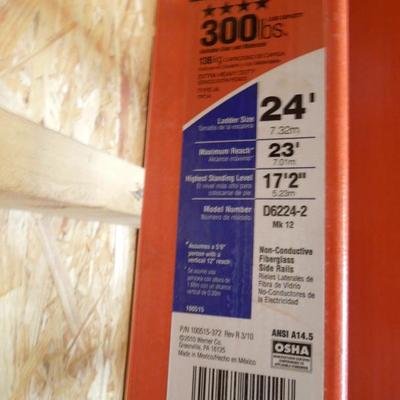 300 lbs.
136 kg
24'
Ladder Size
Tamaño de la escalera
7.32m
Maximum Reach*
Alcance máximo*
23'
7.01m
Highest Standing Level
El nivel más alto para
colocarse de pie
17'2"
5.23m
Model Number
Número de modelo
D6224-2
Mk 12
*Assumes a 5'9"
person with a
vertical 12" reach
100515
Non-Conductive
Fiberglass
Side Rails
Rieles Laterales de
Fibra de Vidrio
No-Conductores de
la Electricidad
P/N 100515-372 Rev R 3/10
©2010 Werner Co.
Greenville, PA 16125
Made in Mexico/Hecho en México
ANSI A14.5
OSHA